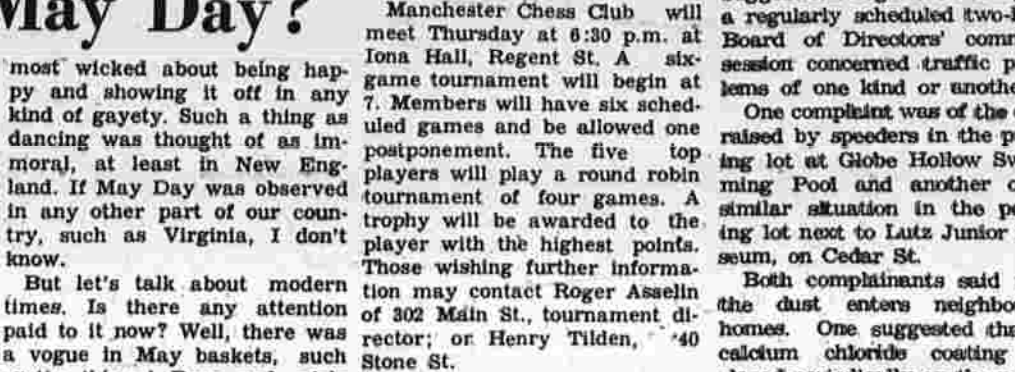 May Day?
most wicked about being hap-
py and showing it off in any
kind of gayety. Such a thing as
dancing was thought of as im-
moral, at least in New Eng-
land. If May Day was observed
in any other part of our coun-
try, such as Virginia, I don't
know.
But let's talk about modern
times. Is there any attention
paid to it now? Well, there was
a vogue in May baskets, such
Manchester Chess Club will
meet Thursday at 6:30 p.m. at
Iona Hall, Regent St. A six-
game tournament will begin at
7. Members will have six sched-
uled games and be allowed one
postponement. The five top
players will play a round robin
tournament of four games. A
trophy will be awarded to the
player with the highest points.
Those wishing further informa-
tion may contact Roger Asselin
of 302 Main St., tournament di-
rector; or Henry Tilden, 40
Stone St.
a regularly scheduled two-
Board of Directors' com
session concerned traffic p
lems of one kind or anothe
One complaint was of the
raised by speeders in the p
ing lot at Globe Hollow Sw
ming Pool and another
similar situation in the p
ing lot next to Lutz Junior
seum, on Cedar St.
Both complainants said
the dust enters neighbo
homes. One suggested tha
calcium chloride coating